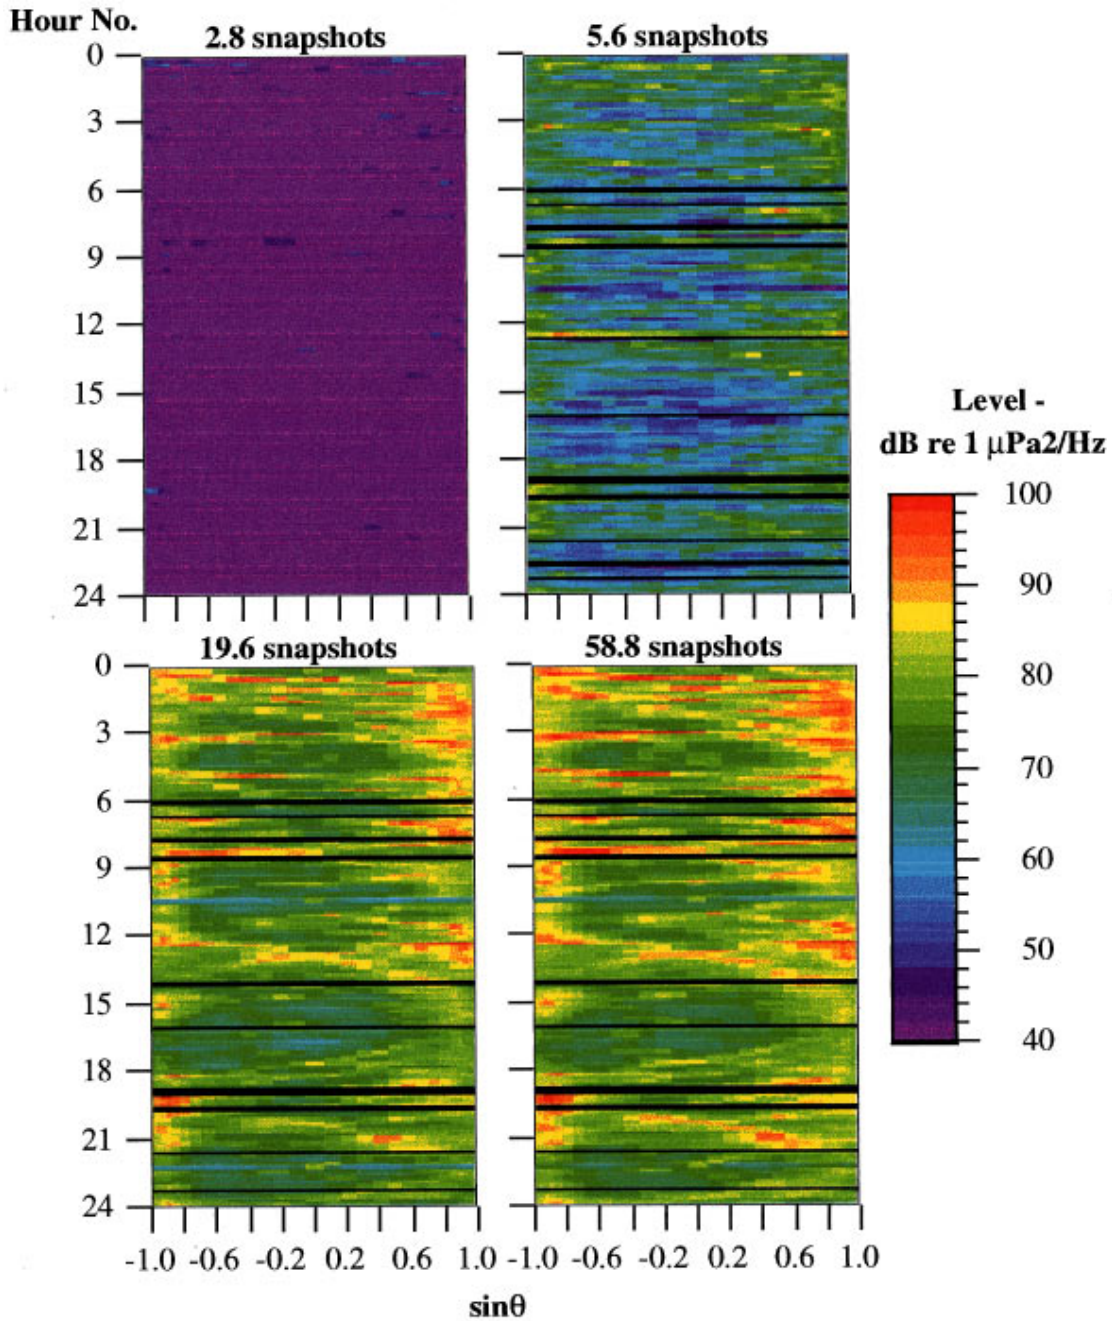 Hour No.
2.8 snapshots
5.6 snapshots
0
3
6
9
12
15
18
21
24
Level -
dB re 1 μPa2/Hz
100
90
80
70
60
50
40
19.6 snapshots
58.8 snapshots
0
3
6
9
12
15
18
21
24
-1.0 -0.6 -0.2 0.2 0.6 1.0
-1.0 -0.6 -0.2 0.2 0.6 1.0
sinθ